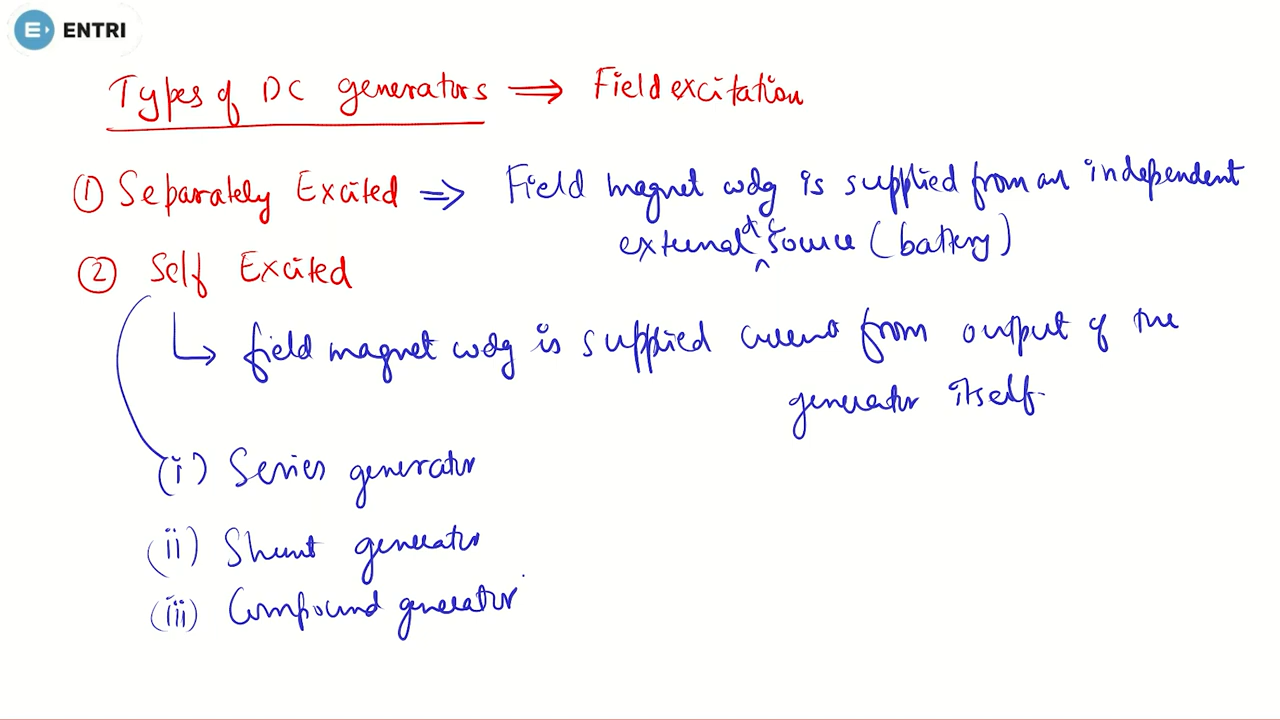 ENTRI
Types of DC generators ⇒ Field excitation
① Separately Excited ⇒ Field magnet wdg is supplied from an independent
external dc source (battery)
② Self Excited
↳ field magnet wdg is supplied current from output of the
generator itself.
(i) Series generator
(ii) Shunt generator
(iii) Compound generator